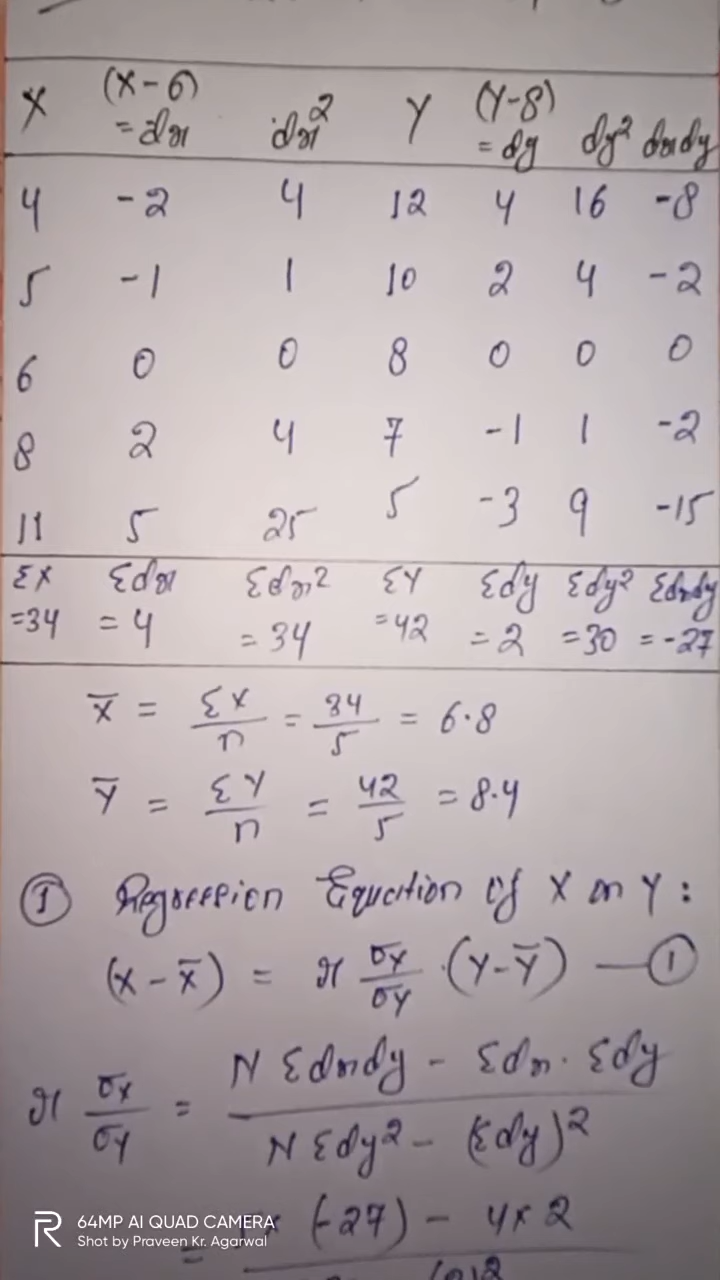 X (X-6) =dx dx² Y (Y-8) =dy dy² dxdy
4 -2 4 12 4 16 -8
5 -1 1 10 2 4 -2
6 0 0 8 0 0 0
8 2 4 7 -1 1 -2
11 5 25 5 -3 9 -15
ΣX =34 Σdx = 4 Σdx² = 34 ΣY =42 Σdy = 2 Σdy² =30 Σdxdy = -27
X̄ = ΣX/n = 34/5 = 6.8
Ȳ = ΣY/n = 42/5 = 8.4
① Regression Equation of X on Y :
(X - X̄) = r σx/σy · (Y-Ȳ) — ①
r σx/σy = (N Σdxdy - Σdx · Σdy) / (N Σdy² - (Σdy)²)
= (-27) - 4×2
64MP AI QUAD CAMERA
Shot by Praveen Kr. Agarwal